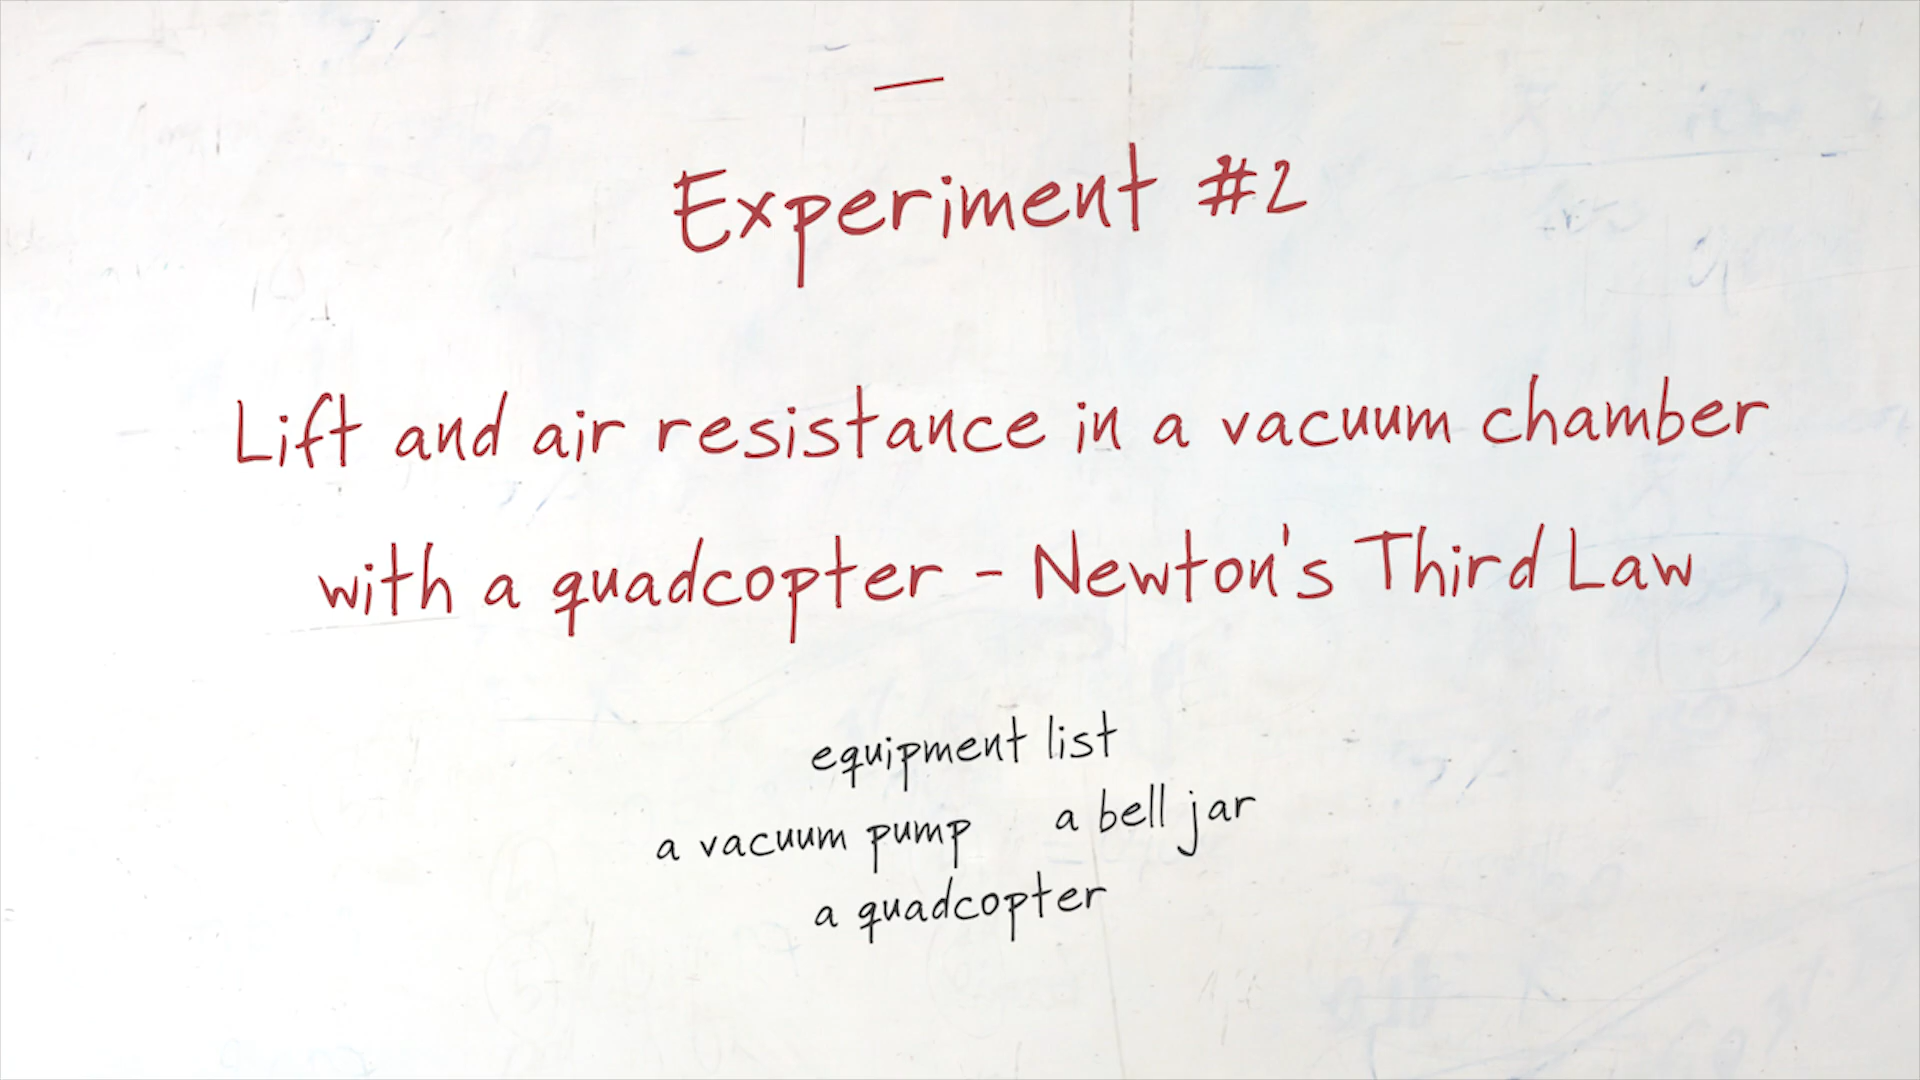 Experiment #2
Lift and air resistance in a vacuum chamber
with a quadcopter - Newton's Third Law
equipment list
a vacuum pump a bell jar
a quadcopter